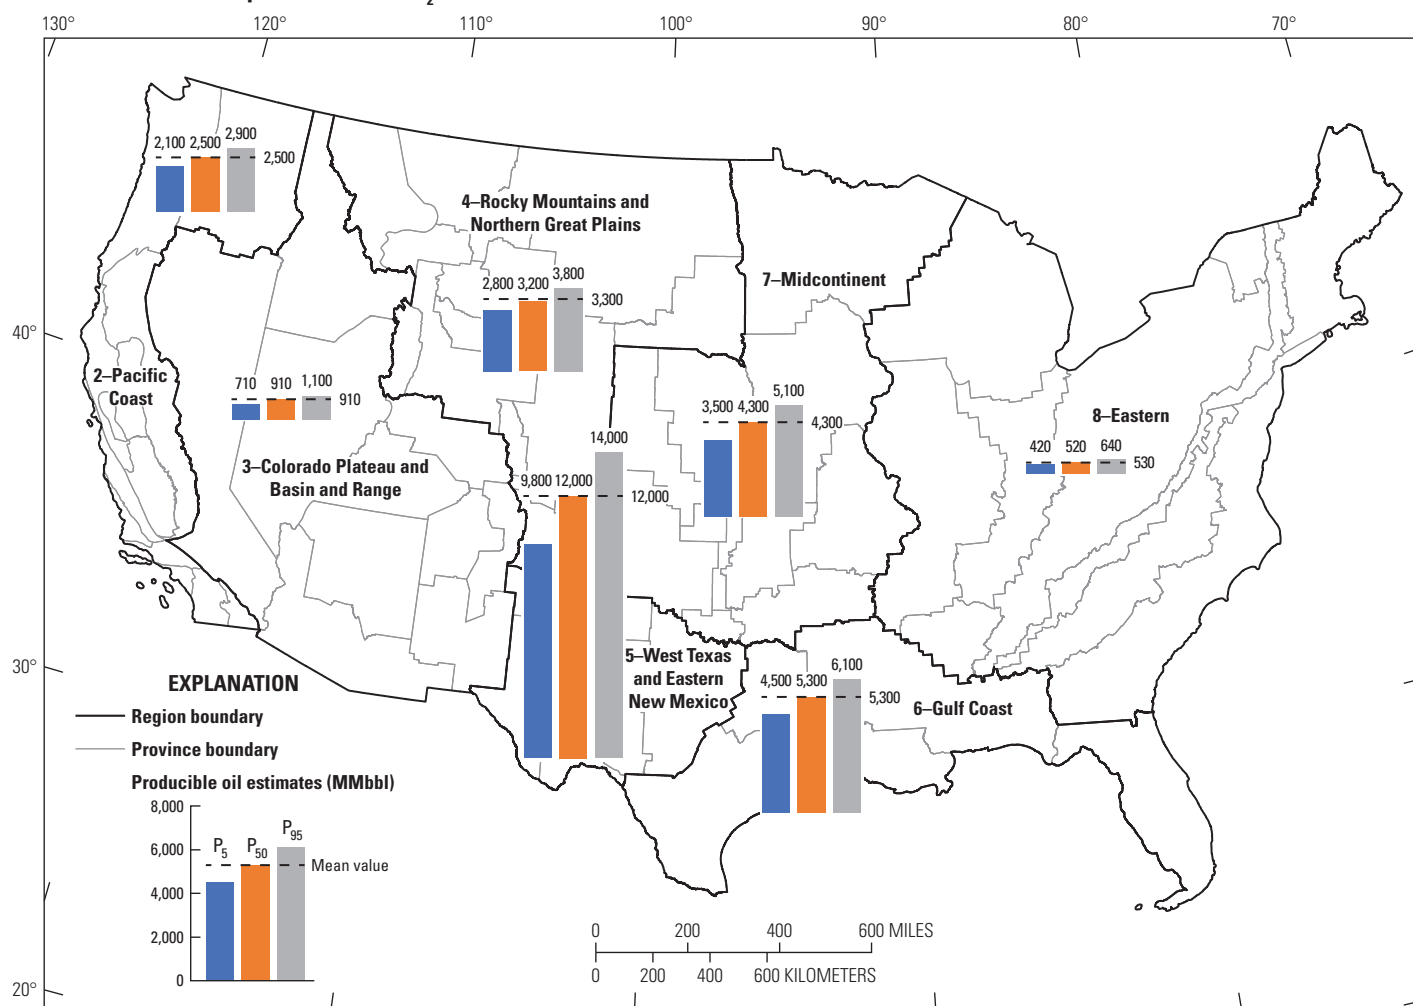 130°
120°
110°
100°
90°
80°
70°
2,100 2,500 2,900
2,500
4–Rocky Mountains and
Northern Great Plains
2,800 3,200 3,800
3,300
7–Midcontinent
40°
2–Pacific
Coast
710 910 1,100
910
3,500 4,300 5,100
4,300
8–Eastern
420 520 640
530
3–Colorado Plateau and
Basin and Range
9,800 12,000 14,000
12,000
30°
5–West Texas
and Eastern
New Mexico
4,500 5,300 6,100
5,300
6–Gulf Coast
EXPLANATION
Region boundary
Province boundary
Producible oil estimates (MMbbl)
8,000
6,000
4,000
2,000
0
P5 P50 P95
Mean value
0 200 400 600 MILES
0 200 400 600 KILOMETERS
20°